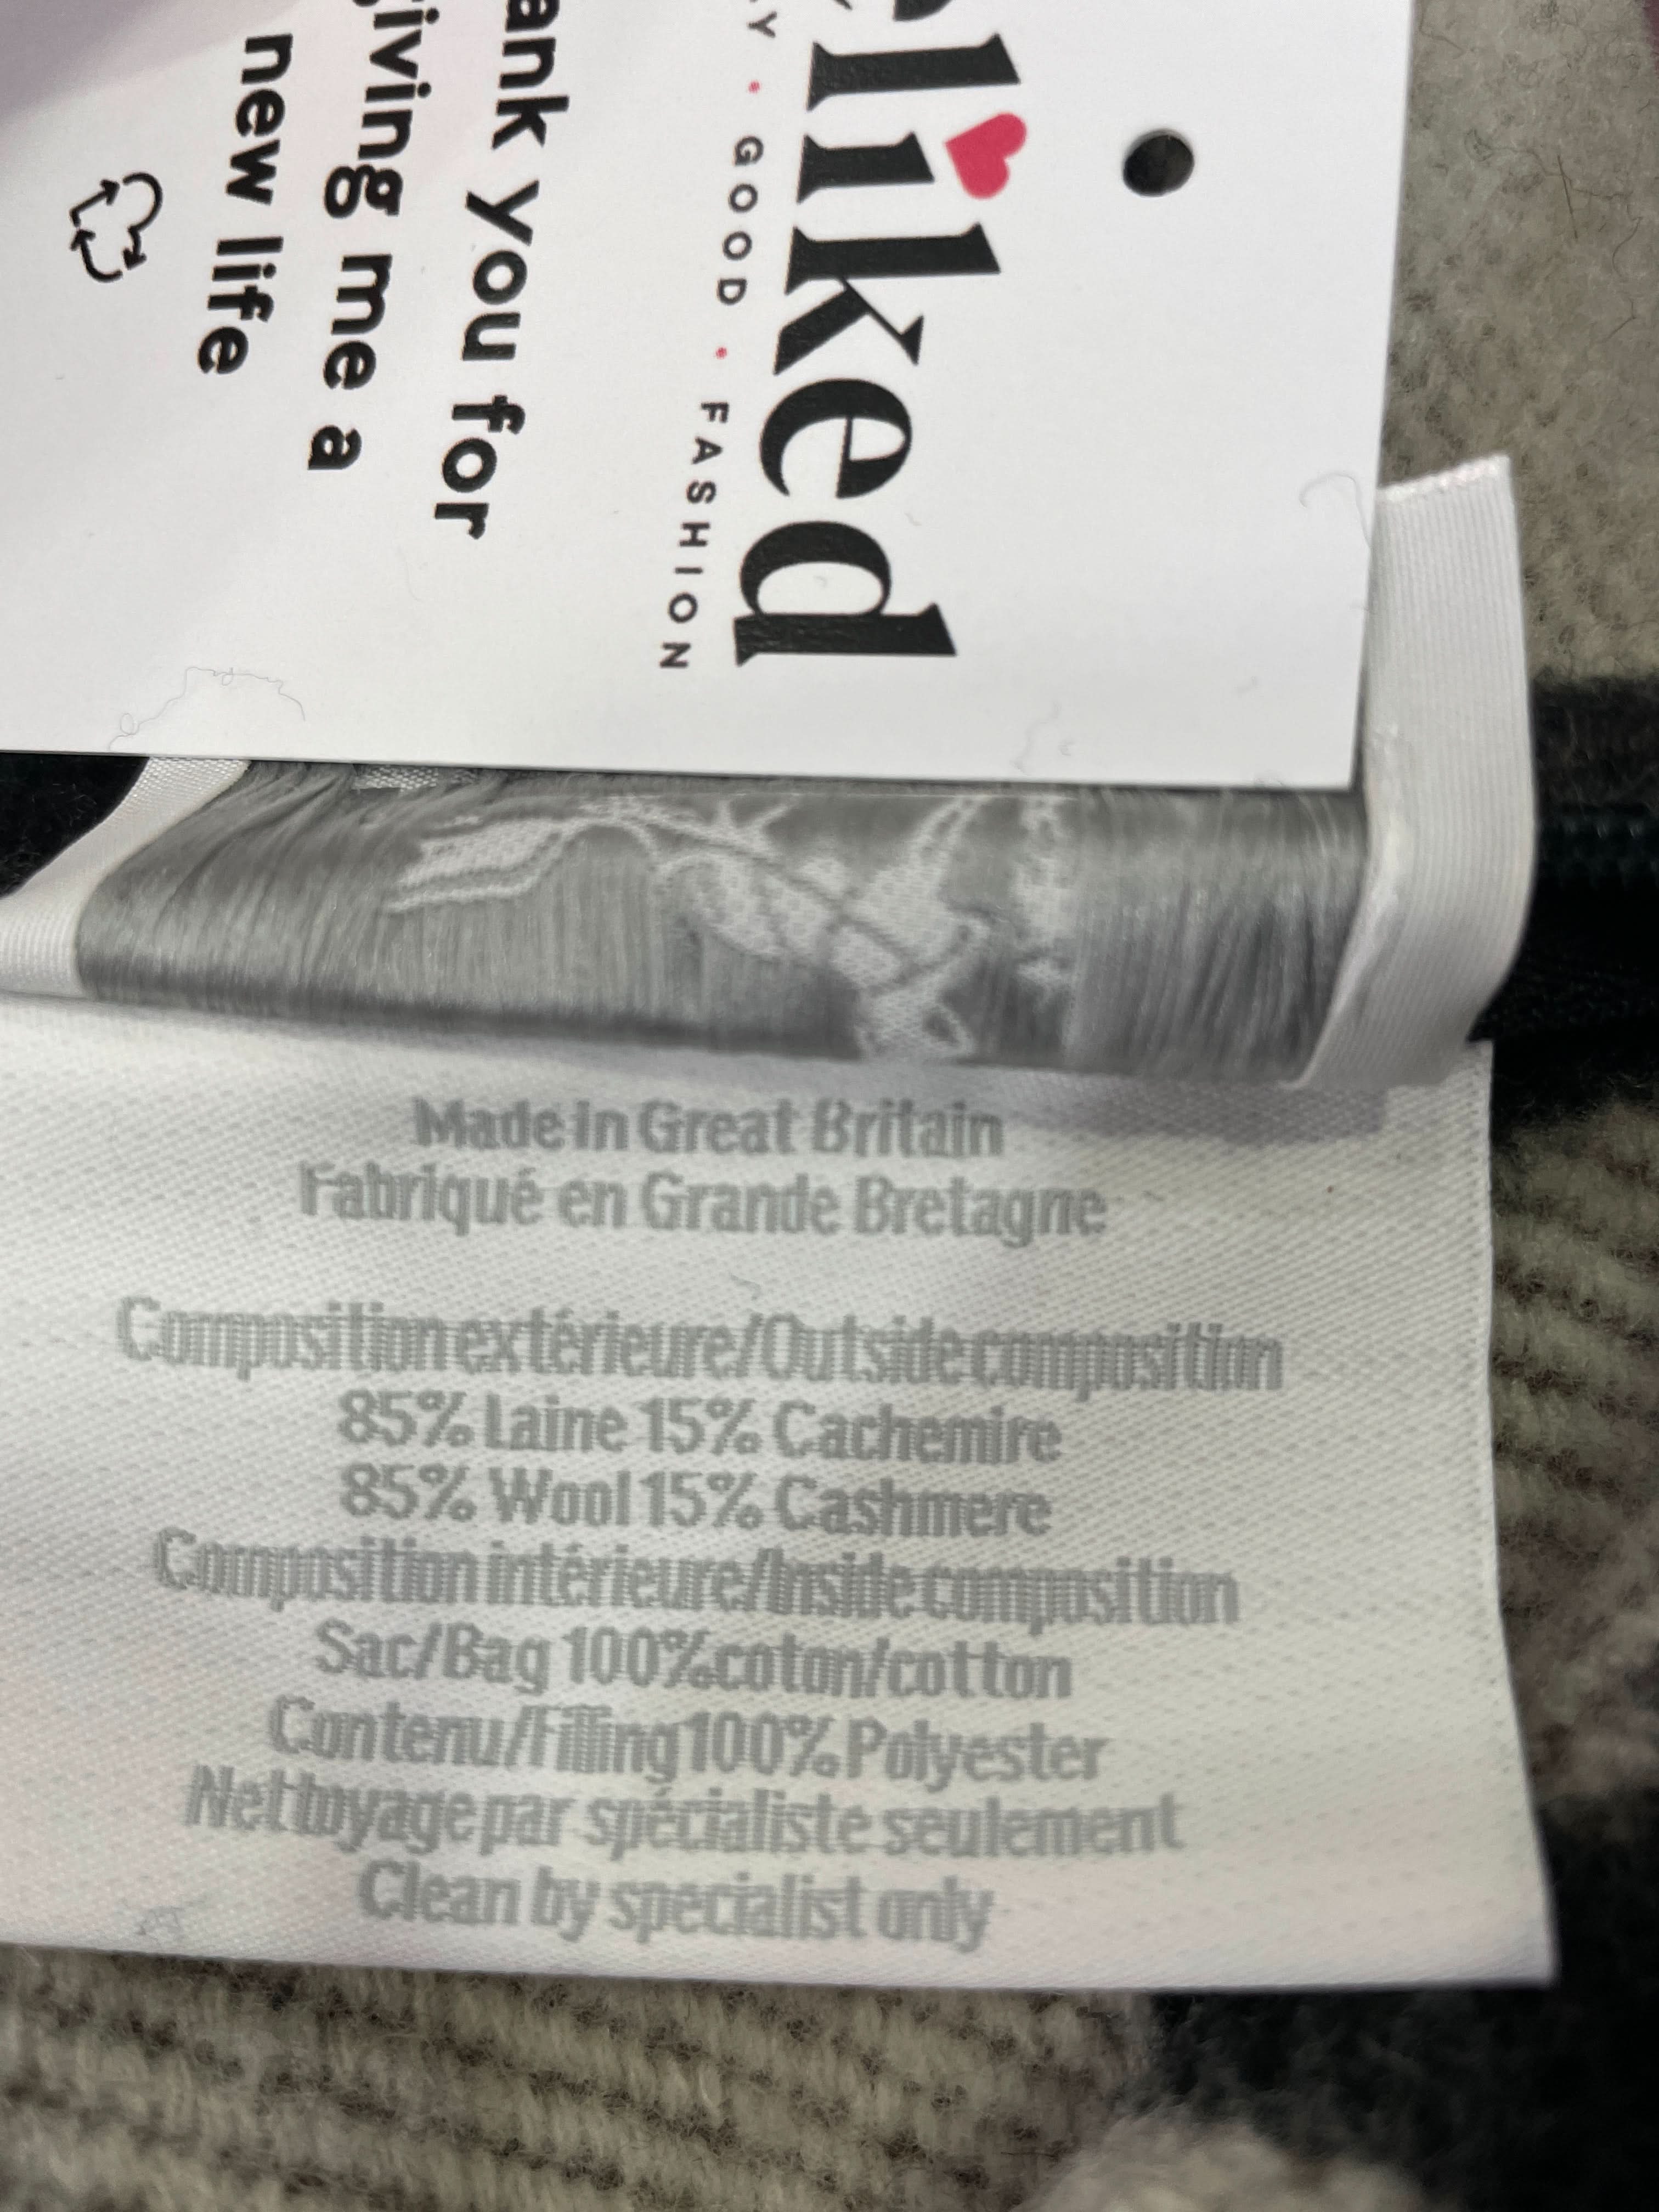 liked
GOOD • FASHION
you for
me a
new life
Made in Great Britain
Fabriqué en Grande Bretagne
Composition extérieure/Outside composition
85% Laine 15% Cachemire
85% Wool 15% Cashmere
Composition intérieure/Inside composition
Sac/Bag 100% coton/cotton
Contenu/Filling 100% Polyester
Nettoyage par spécialiste seulement
Clean by specialist only